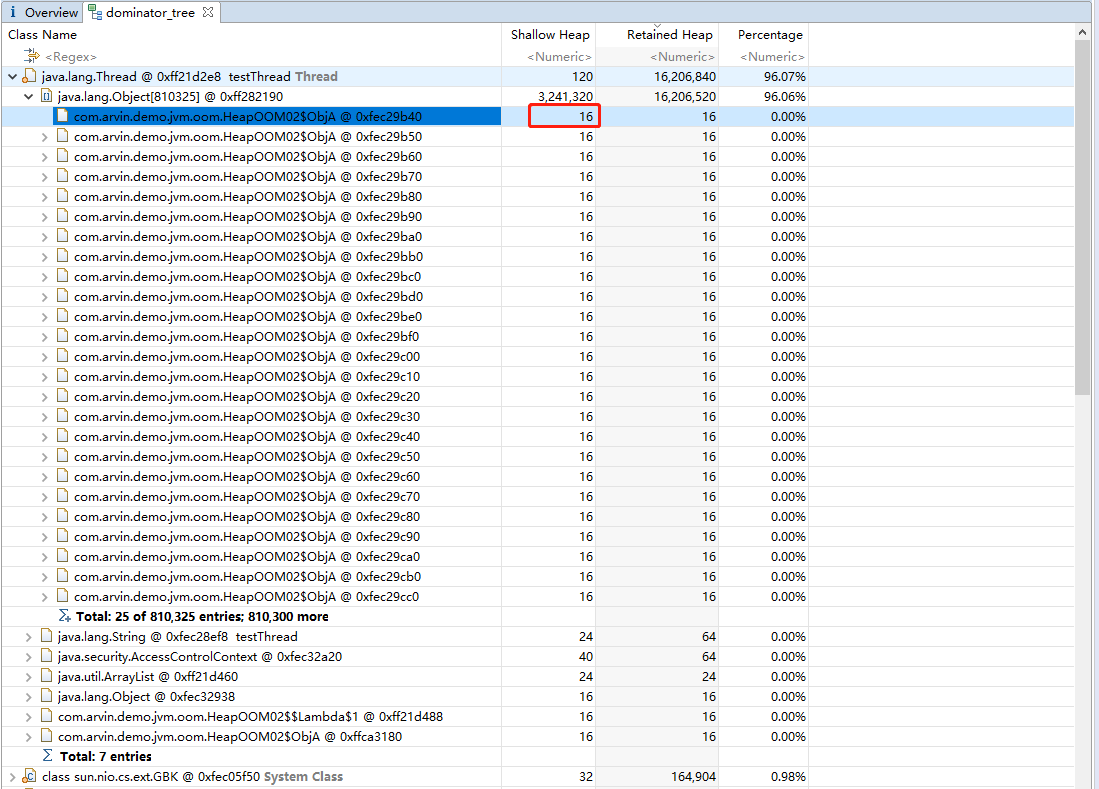 i Overview dominator_tree
Class Name Shallow Heap Retained Heap Percentage
<Regex> <Numeric> <Numeric> <Numeric>
java.lang.Thread @ 0xff21d2e8 testThread Thread 120 16,206,840 96.07%
java.lang.Object[810325] @ 0xff282190 3,241,320 16,206,520 96.06%
com.arvin.demo.jvm.oom.HeapOOM02$ObjA @ 0xfec29b40 16 16 0.00%
com.arvin.demo.jvm.oom.HeapOOM02$ObjA @ 0xfec29b50 16 16 0.00%
com.arvin.demo.jvm.oom.HeapOOM02$ObjA @ 0xfec29b60 16 16 0.00%
com.arvin.demo.jvm.oom.HeapOOM02$ObjA @ 0xfec29b70 16 16 0.00%
com.arvin.demo.jvm.oom.HeapOOM02$ObjA @ 0xfec29b80 16 16 0.00%
com.arvin.demo.jvm.oom.HeapOOM02$ObjA @ 0xfec29b90 16 16 0.00%
com.arvin.demo.jvm.oom.HeapOOM02$ObjA @ 0xfec29ba0 16 16 0.00%
com.arvin.demo.jvm.oom.HeapOOM02$ObjA @ 0xfec29bb0 16 16 0.00%
com.arvin.demo.jvm.oom.HeapOOM02$ObjA @ 0xfec29bc0 16 16 0.00%
com.arvin.demo.jvm.oom.HeapOOM02$ObjA @ 0xfec29bd0 16 16 0.00%
com.arvin.demo.jvm.oom.HeapOOM02$ObjA @ 0xfec29be0 16 16 0.00%
com.arvin.demo.jvm.oom.HeapOOM02$ObjA @ 0xfec29bf0 16 16 0.00%
com.arvin.demo.jvm.oom.HeapOOM02$ObjA @ 0xfec29c00 16 16 0.00%
com.arvin.demo.jvm.oom.HeapOOM02$ObjA @ 0xfec29c10 16 16 0.00%
com.arvin.demo.jvm.oom.HeapOOM02$ObjA @ 0xfec29c20 16 16 0.00%
com.arvin.demo.jvm.oom.HeapOOM02$ObjA @ 0xfec29c30 16 16 0.00%
com.arvin.demo.jvm.oom.HeapOOM02$ObjA @ 0xfec29c40 16 16 0.00%
com.arvin.demo.jvm.oom.HeapOOM02$ObjA @ 0xfec29c50 16 16 0.00%
com.arvin.demo.jvm.oom.HeapOOM02$ObjA @ 0xfec29c60 16 16 0.00%
com.arvin.demo.jvm.oom.HeapOOM02$ObjA @ 0xfec29c70 16 16 0.00%
com.arvin.demo.jvm.oom.HeapOOM02$ObjA @ 0xfec29c80 16 16 0.00%
com.arvin.demo.jvm.oom.HeapOOM02$ObjA @ 0xfec29c90 16 16 0.00%
com.arvin.demo.jvm.oom.HeapOOM02$ObjA @ 0xfec29ca0 16 16 0.00%
com.arvin.demo.jvm.oom.HeapOOM02$ObjA @ 0xfec29cb0 16 16 0.00%
com.arvin.demo.jvm.oom.HeapOOM02$ObjA @ 0xfec29cc0 16 16 0.00%
Total: 25 of 810,325 entries; 810,300 more
java.lang.String @ 0xfec28ef8 testThread 24 64 0.00%
java.security.AccessControlContext @ 0xfec32a20 40 64 0.00%
java.util.ArrayList @ 0xff21d460 24 24 0.00%
java.lang.Object @ 0xfec32938 16 16 0.00%
com.arvin.demo.jvm.oom.HeapOOM02$$Lambda$1 @ 0xff21d488 16 16 0.00%
com.arvin.demo.jvm.oom.HeapOOM02$ObjA @ 0xffca3180 16 16 0.00%
Σ Total: 7 entries
class sun.nio.cs.ext.GBK @ 0xfec05f50 System Class 32 164,904 0.98%